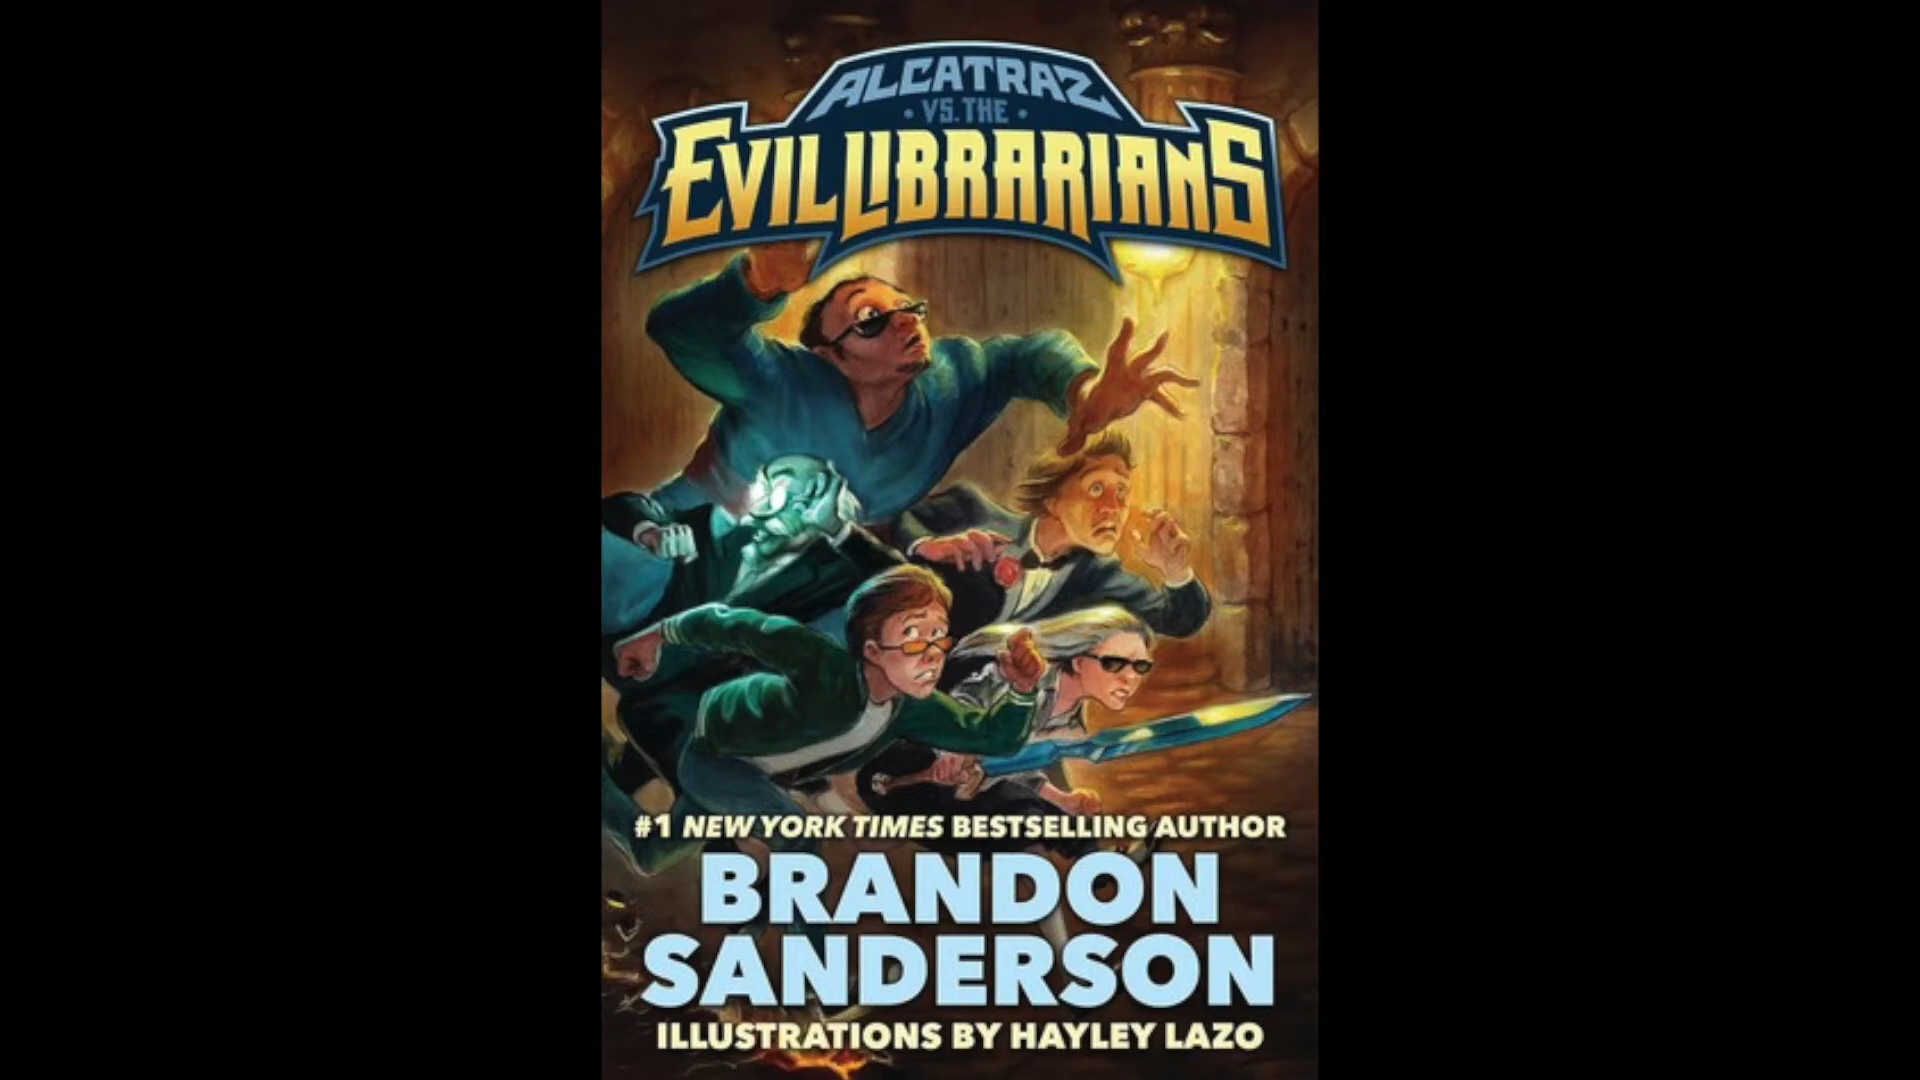 ALCATRAZ
• VS. THE •
EVIL LIBRARIANS
#1 NEW YORK TIMES BESTSELLING AUTHOR
BRANDON
SANDERSON
ILLUSTRATIONS BY HAYLEY LAZO